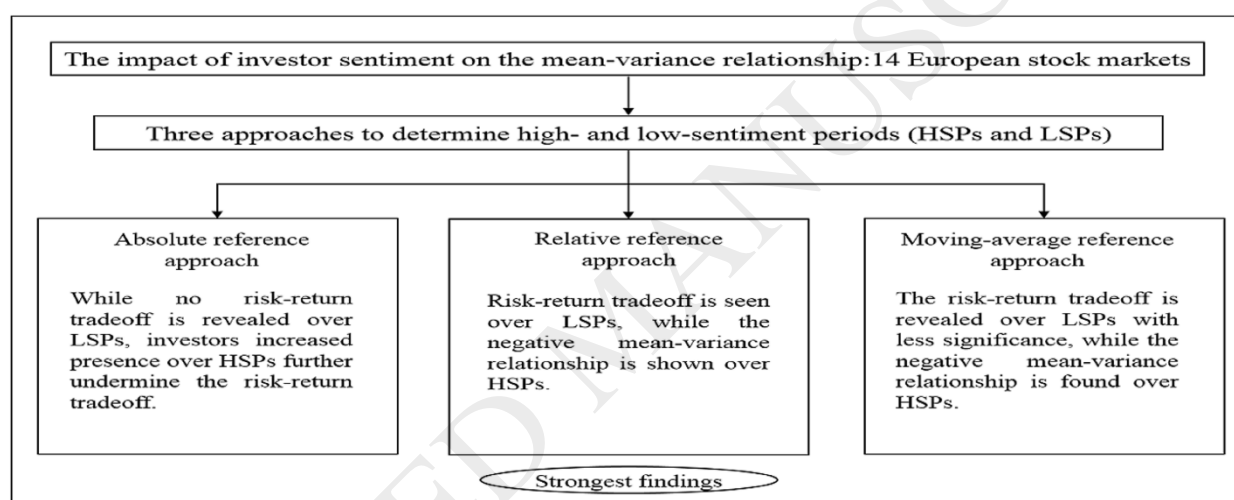 The impact of investor sentiment on the mean-variance relationship:14 European stock markets
Three approaches to determine high- and low-sentiment periods (HSPs and LSPs)
Absolute reference
approach
While no risk-return
tradeoff is revealed over
LSPs, investors increased
presence over HSPs further
undermine the risk-return
tradeoff.
Relative reference
approach
Risk-return tradeoff is seen
over LSPs, while the
negative mean-variance
relationship is shown over
HSPs.
Moving-average reference
approach
The risk-return tradeoff is
revealed over LSPs with
less significance, while the
negative mean-variance
relationship is found over
HSPs.
Strongest findings
ED MANUSC